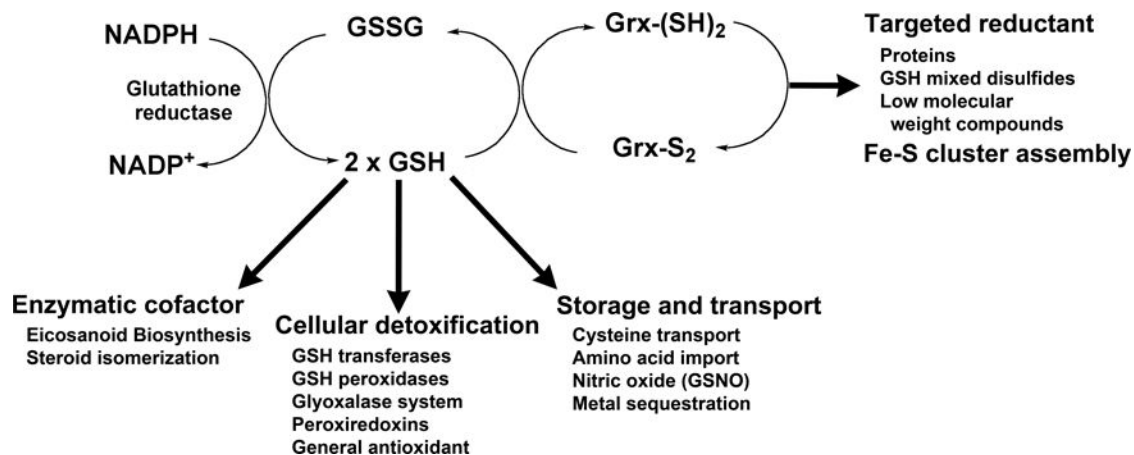 NADPH
GSSG
Grx-(SH)₂
Targeted reductant
Proteins
GSH mixed disulfides
Low molecular
weight compounds
Fe-S cluster assembly
Glutathione
reductase
NADP⁺
2 x GSH
Grx-S₂
Enzymatic cofactor
Eicosanoid Biosynthesis
Steroid isomerization
Cellular detoxification
GSH transferases
GSH peroxidases
Glyoxalase system
Peroxiredoxins
General antioxidant
Storage and transport
Cysteine transport
Amino acid import
Nitric oxide (GSNO)
Metal sequestration